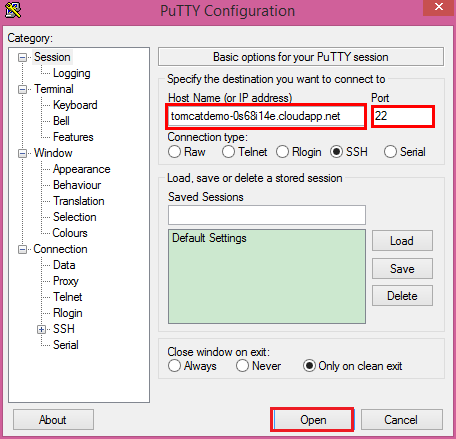 PuTTY Configuration
Category:
Session
Logging
Terminal
Keyboard
Bell
Features
Window
Appearance
Behaviour
Translation
Selection
Colours
Connection
Data
Proxy
Telnet
Rlogin
SSH
Serial
Basic options for your PuTTY session
Specify the destination you want to connect to
Host Name (or IP address) Port
tomcatdemo-0s68i14e.cloudapp.net 22
Connection type:
Raw Telnet Rlogin SSH Serial
Load, save or delete a stored session
Saved Sessions
Default Settings
Load
Save
Delete
Close window on exit:
Always Never Only on clean exit
About Open Cancel